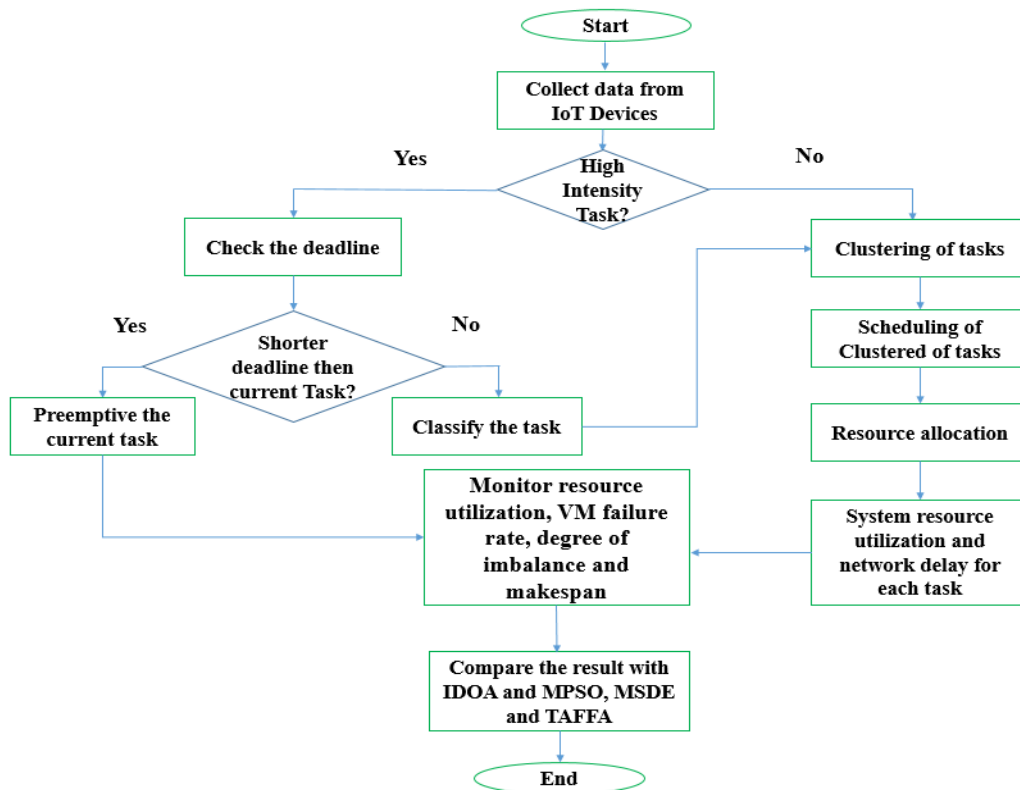 Start
Collect data from
IoT Devices
Yes
No
High
Intensity
Task?
Check the deadline
Clustering of tasks
Yes
No
Shorter
deadline then
current Task?
Scheduling of
Clustered of tasks
Preemptive the
current task
Classify the task
Resource allocation
Monitor resource
utilization, VM failure
rate, degree of
imbalance and
makespan
System resource
utilization and
network delay for
each task
Compare the result with
IDOA and MPSO, MSDE
and TAFFA
End